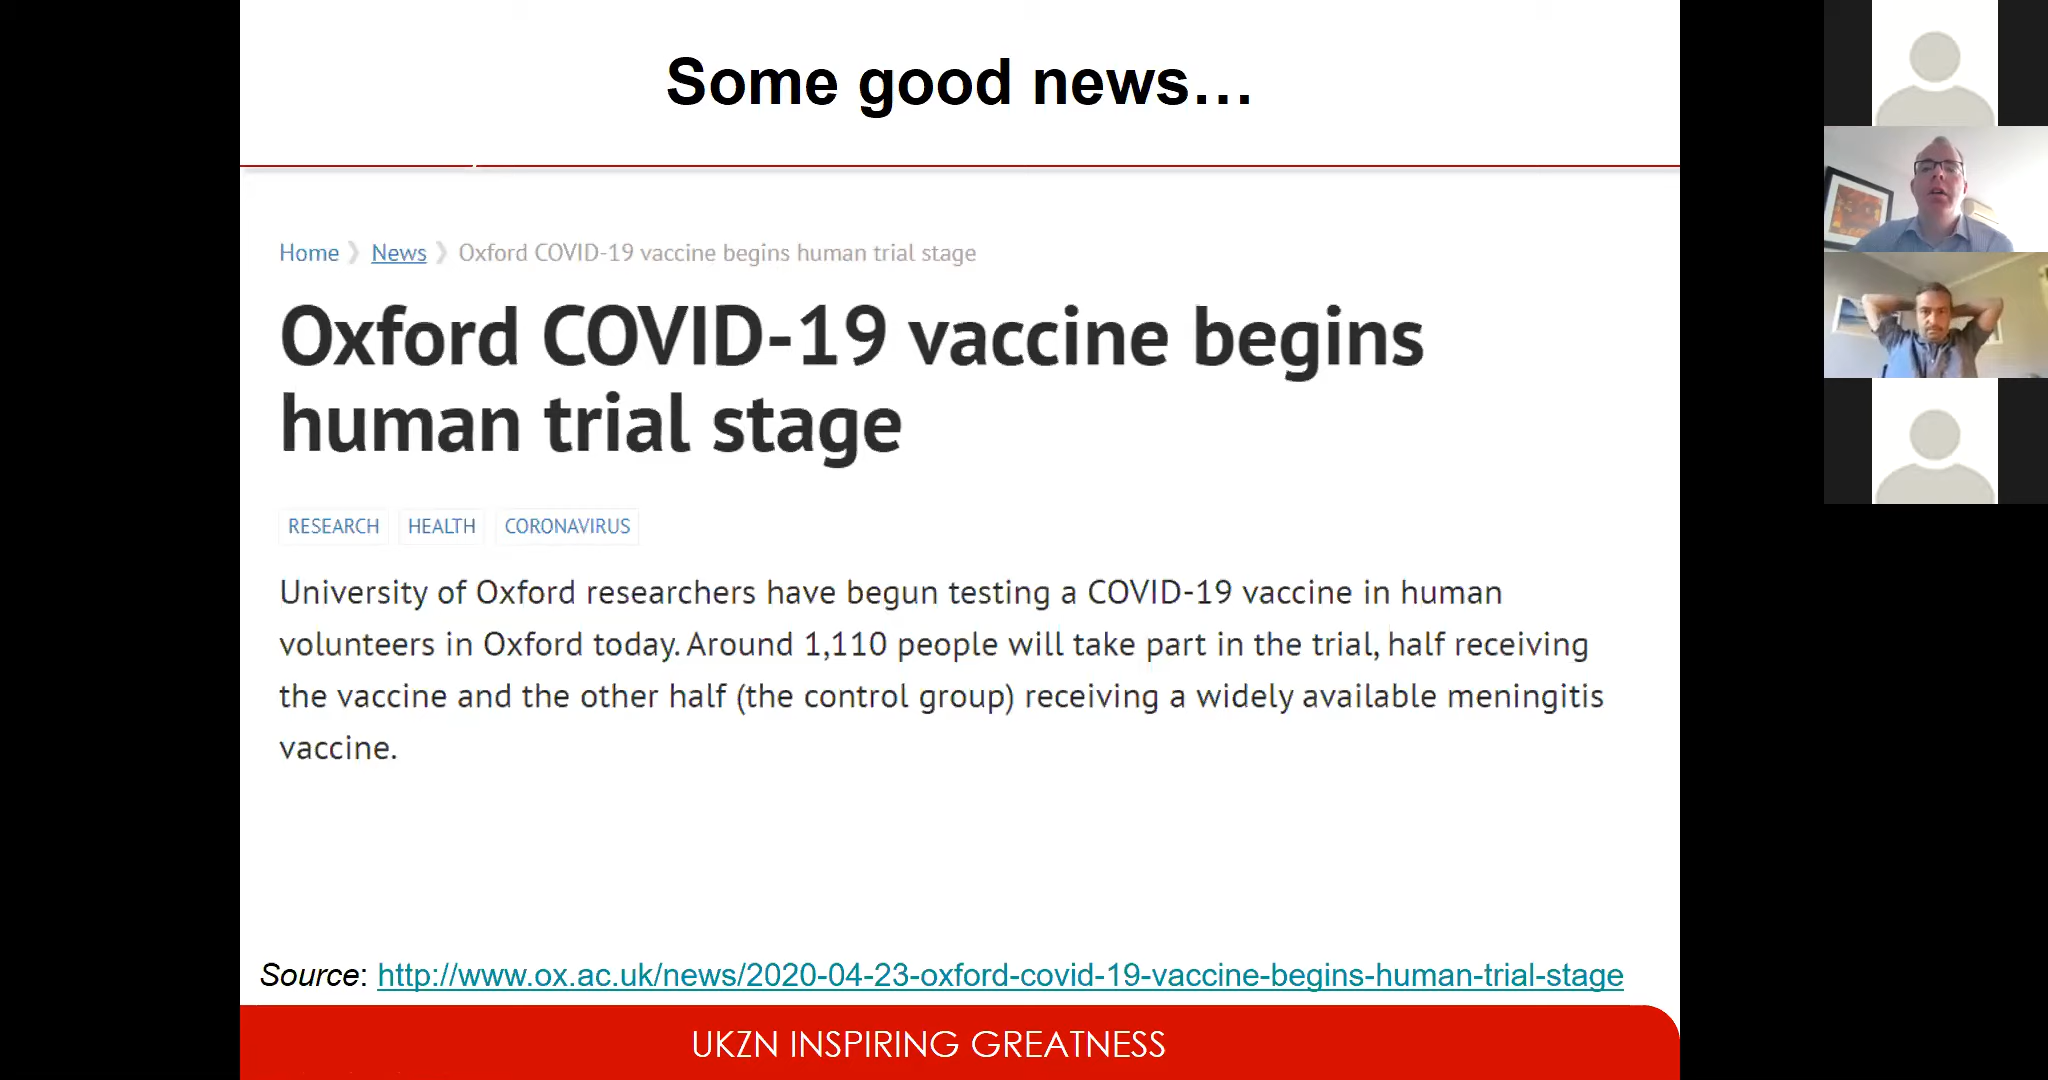 Some good news…
Home 》 News 》 Oxford COVID-19 vaccine begins human trial stage
Oxford COVID-19 vaccine begins
human trial stage
RESEARCH HEALTH CORONAVIRUS
University of Oxford researchers have begun testing a COVID-19 vaccine in human
volunteers in Oxford today. Around 1,110 people will take part in the trial, half receiving
the vaccine and the other half (the control group) receiving a widely available meningitis
vaccine.
Source: http://www.ox.ac.uk/news/2020-04-23-oxford-covid-19-vaccine-begins-human-trial-stage
UKZN INSPIRING GREATNESS